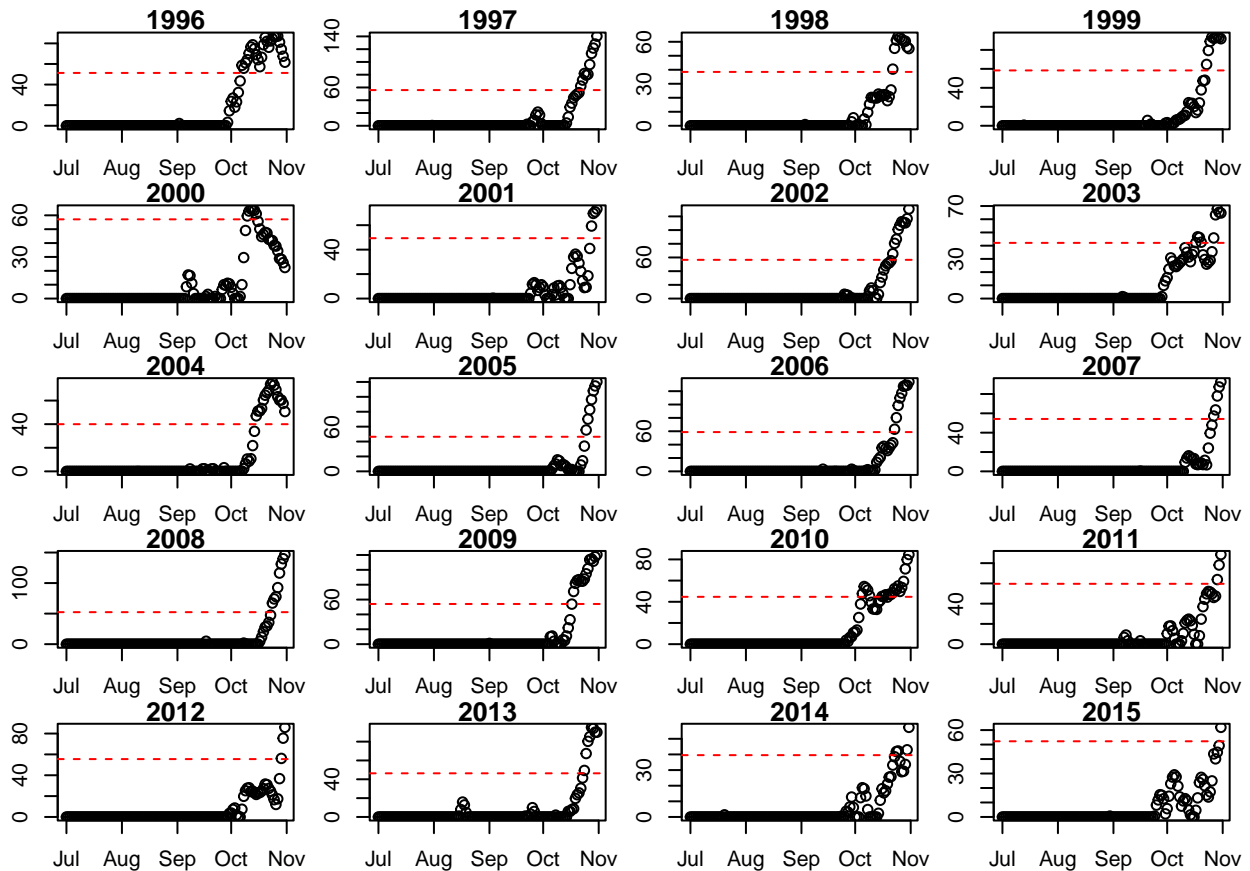 1996 1997 1998 1999
0 40 0 60 140 0 30 60 0 40
Jul Aug Sep Oct Nov Jul Aug Sep Oct Nov Jul Aug Sep Oct Nov Jul Aug Sep Oct Nov
2000 2001 2002 2003
0 30 60 0 40 0 60 0 30 70
Jul Aug Sep Oct Nov Jul Aug Sep Oct Nov Jul Aug Sep Oct Nov Jul Aug Sep Oct Nov
2004 2005 2006 2007
0 40 0 60 0 60 0 40
Jul Aug Sep Oct Nov Jul Aug Sep Oct Nov Jul Aug Sep Oct Nov Jul Aug Sep Oct Nov
2008 2009 2010 2011
0 100 0 60 0 40 80 0 40
Jul Aug Sep Oct Nov Jul Aug Sep Oct Nov Jul Aug Sep Oct Nov Jul Aug Sep Oct Nov
2012 2013 2014 2015
0 40 80 0 40 0 30 0 30 60
Jul Aug Sep Oct Nov Jul Aug Sep Oct Nov Jul Aug Sep Oct Nov Jul Aug Sep Oct Nov